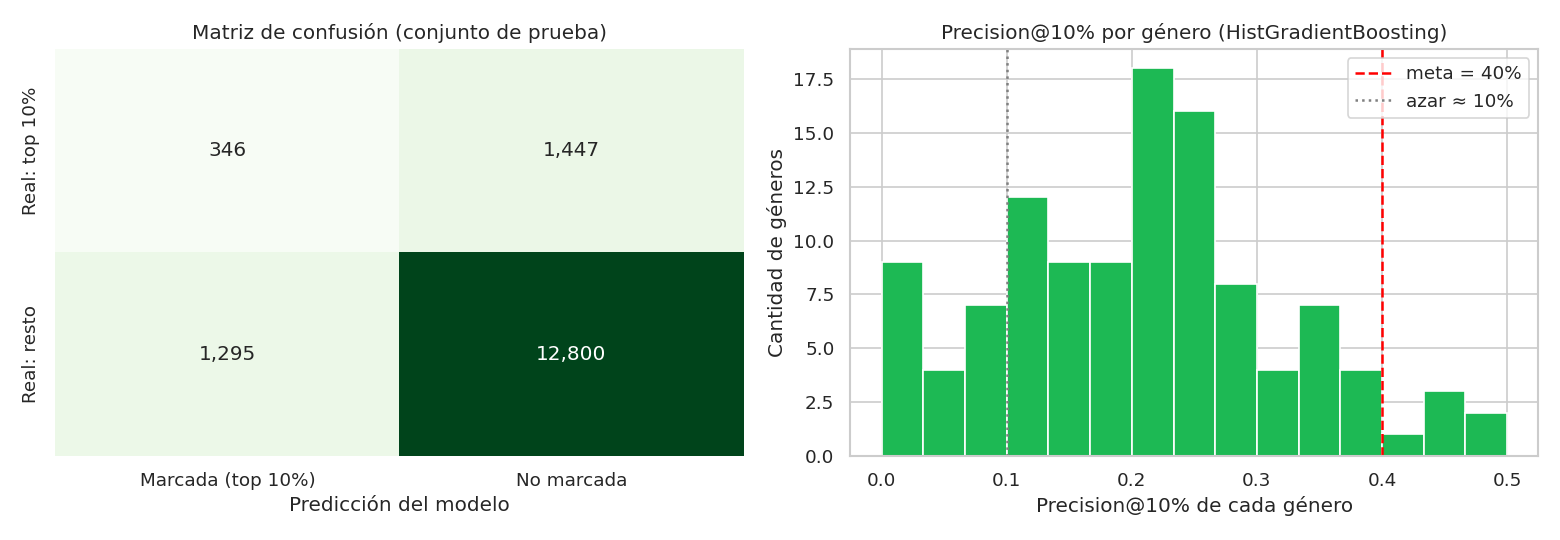 Matriz de confusión (conjunto de prueba)
Real: top 10%
346
1,447
Real: resto
1,295
12,800
Marcada (top 10%)
No marcada
Predicción del modelo
Precision@10% por género (HistGradientBoosting)
meta = 40%
azar ≈ 10%
Cantidad de géneros
17.5
15.0
12.5
10.0
7.5
5.0
2.5
0.0
0.0
0.1
0.2
0.3
0.4
0.5
Precision@10% de cada género